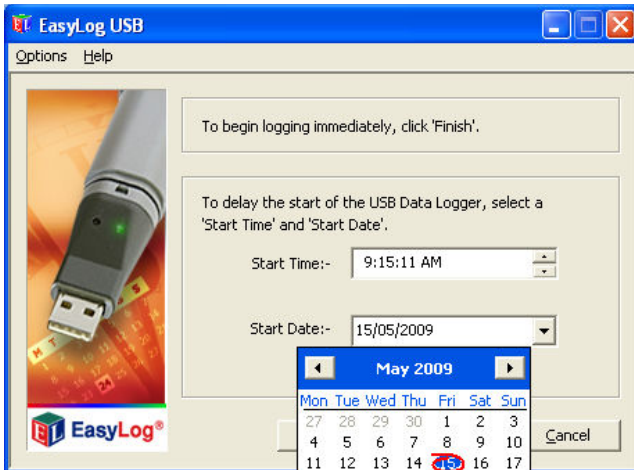 EasyLog USB
Options Help
To begin logging immediately, click 'Finish'.
To delay the start of the USB Data Logger, select a
'Start Time' and 'Start Date'.
Start Time:- 9:15:11 AM
Start Date:- 15/05/2009
May 2009
Mon Tue Wed Thu Fri Sat Sun
27 28 29 30 1 2 3
4 5 6 7 8 9 10
11 12 13 14 15 16 17
EL EasyLog®
Cancel